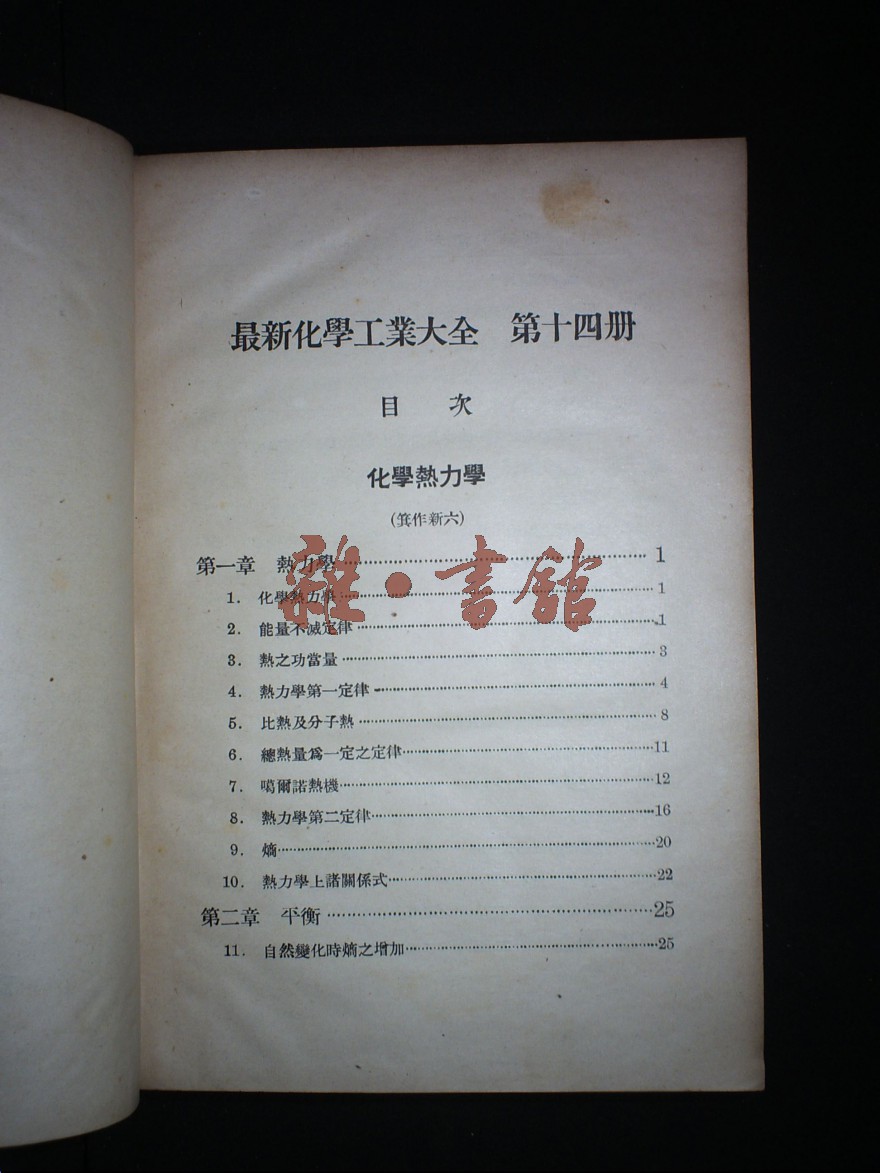 最新化學工業大全　第十四册
目　次
化學熱力學
(箕作新六)
第一章　熱力學……1
1.　化學熱力學……1
2.　能量不滅定律……1
3.　熱之功當量……3
4.　熱力學第一定律……4
5.　比熱及分子熱……8
6.　總熱量爲一定之定律……11
7.　噶爾諾熱機……12
8.　熱力學第二定律……16
9.　熵……20
10.　熱力學上諸關係式……22
第二章　平衡……25
11.　自然變化時熵之增加……25
雜·書館